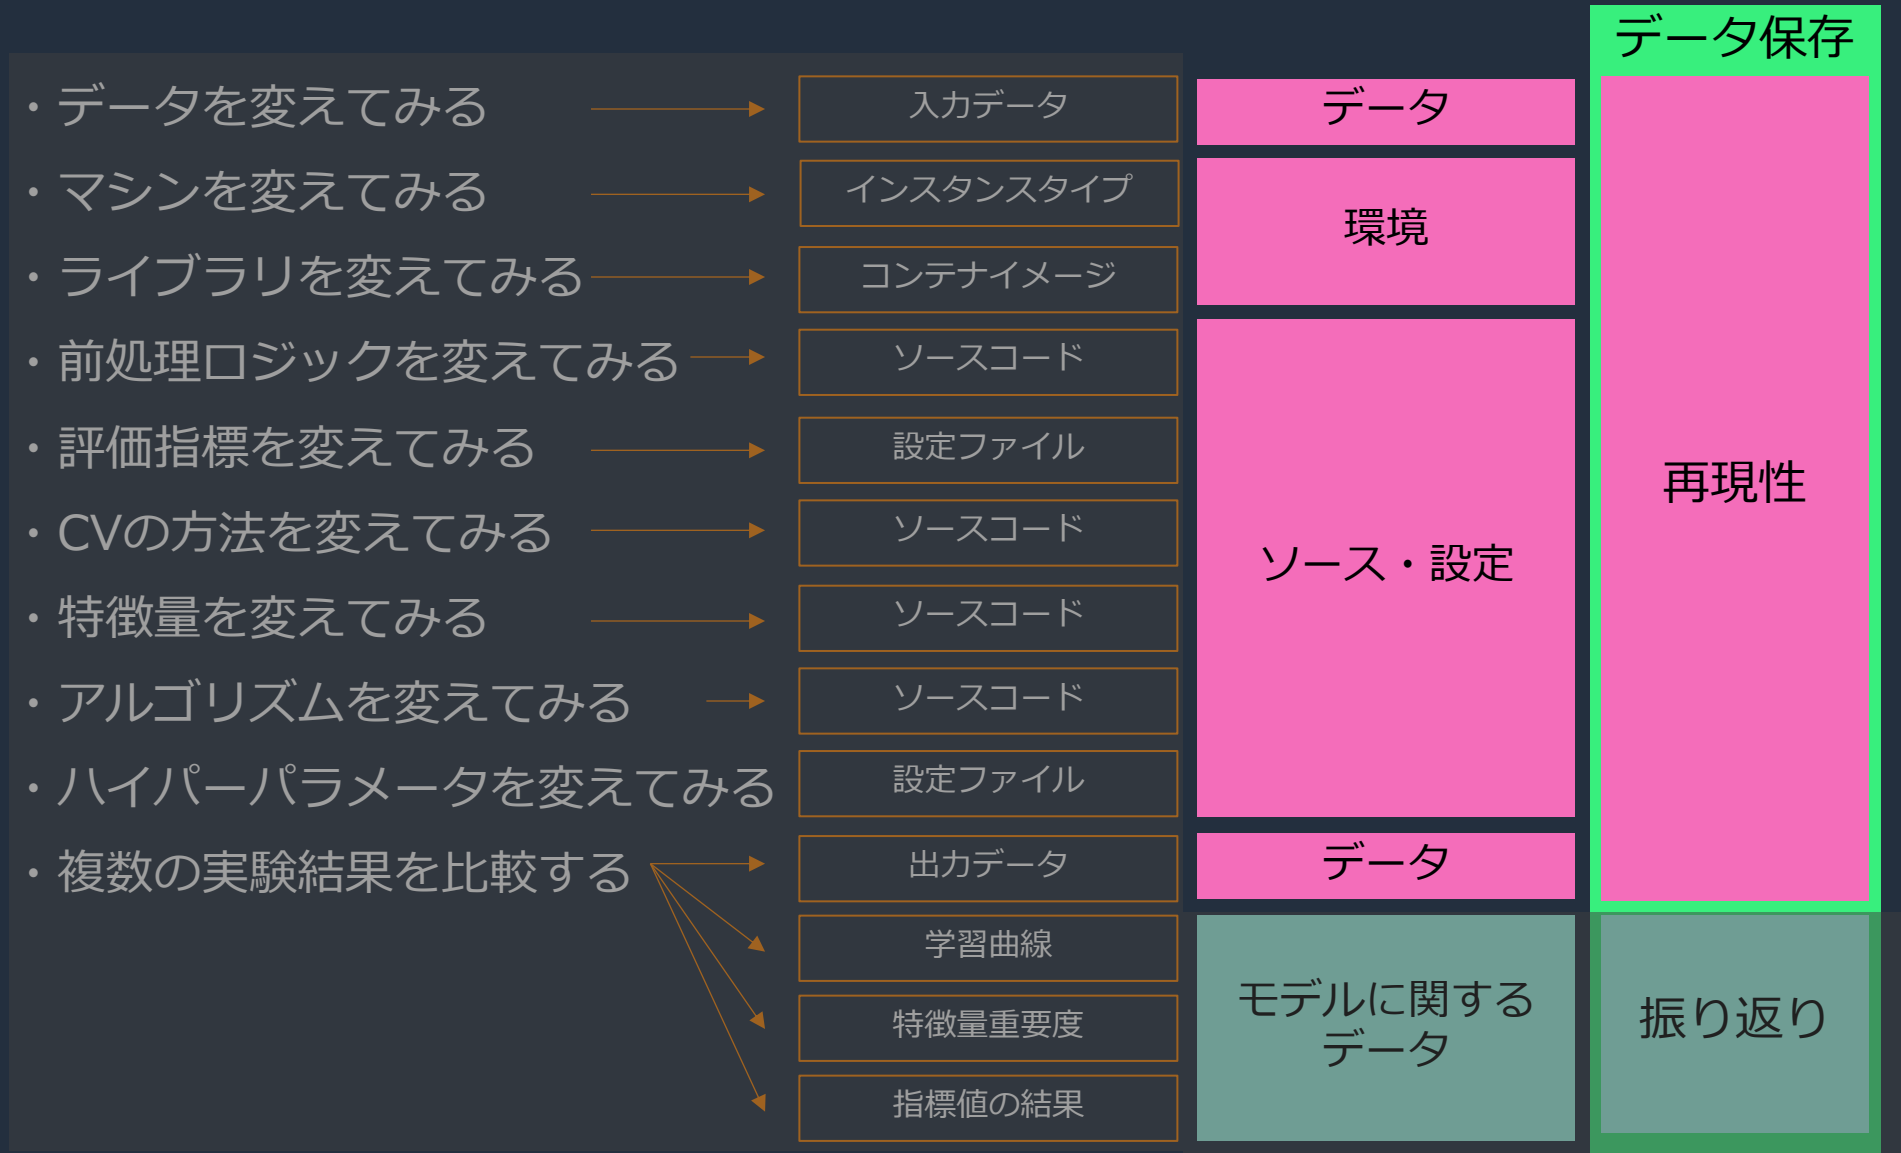 データ保存
・データを変えてみる
入力データ
データ
・マシンを変えてみる
インスタンスタイプ
環境
・ライブラリを変えてみる
コンテナイメージ
・前処理ロジックを変えてみる
ソースコード
・評価指標を変えてみる
設定ファイル
再現性
・CVの方法を変えてみる
ソースコード
ソース・設定
・特徴量を変えてみる
ソースコード
・アルゴリズムを変えてみる
ソースコード
・ハイパーパラメータを変えてみる
設定ファイル
・複数の実験結果を比較する
出力データ
データ
学習曲線
モデルに関する
データ
振り返り
特徴量重要度
指標値の結果